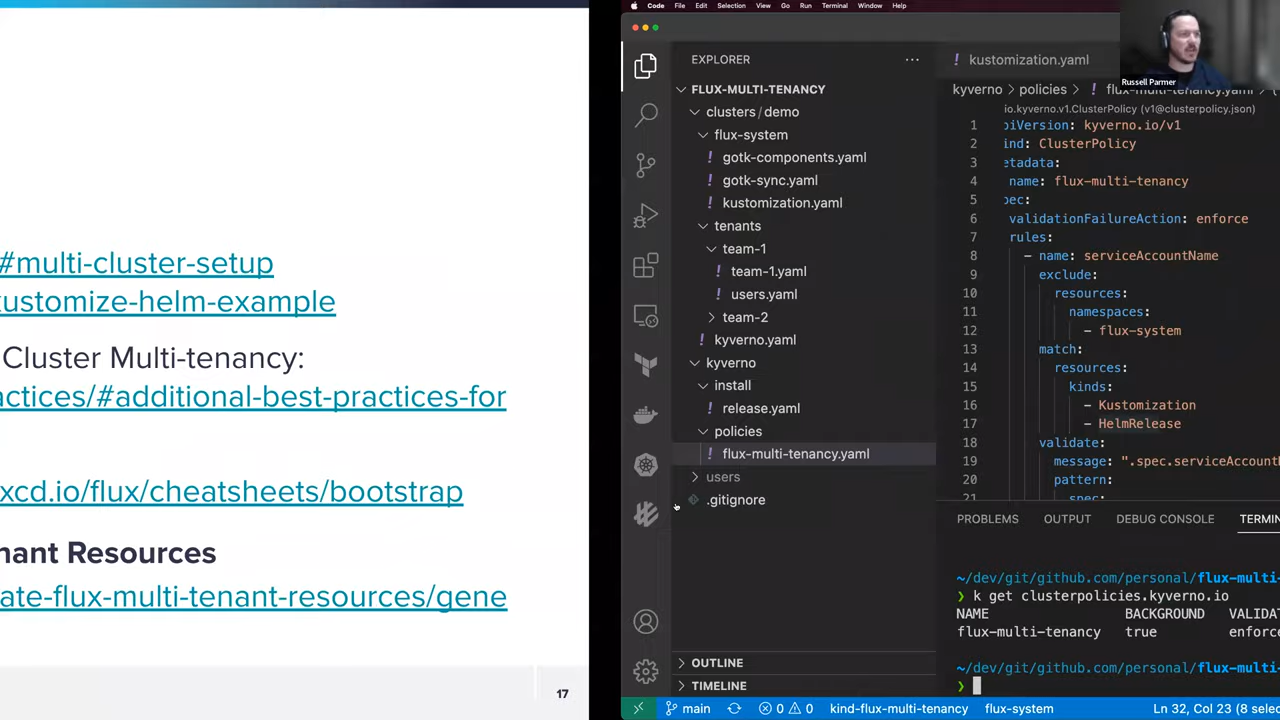 #multi-cluster-setup
kustomize-helm-example
Cluster Multi-tenancy:
actices/#additional-best-practices-for
xcd.io/flux/cheatsheets/bootstrap
nant Resources
ate-flux-multi-tenant-resources/gene
17
Code File Edit Selection View Go Run Terminal Window Help
EXPLORER
FLUX-MULTI-TENANCY
clusters / demo
flux-system
! gotk-components.yaml
! gotk-sync.yaml
! kustomization.yaml
tenants
team-1
! team-1.yaml
! users.yaml
team-2
! kyverno.yaml
kyverno
install
! release.yaml
policies
! flux-multi-tenancy.yaml
users
.gitignore
OUTLINE
TIMELINE
! kustomization.yaml
Russell Parmer
kyverno > policies > ! flux-multi-tenancy.yaml >
io.kyverno.v1.ClusterPolicy (v1@clusterpolicy.json)
1 piVersion: kyverno.io/v1
2 ind: ClusterPolicy
3 etadata:
4 name: flux-multi-tenancy
5 pec:
6 validationFailureAction: enforce
7 rules:
8 - name: serviceAccountName
9 exclude:
10 resources:
11 namespaces:
12 - flux-system
13 match:
14 resources:
15 kinds:
16 - Kustomization
17 - HelmRelease
18 validate:
19 message: ".spec.serviceAccount
20 pattern:
21 spec:
PROBLEMS OUTPUT DEBUG CONSOLE TERMIN
~/dev/git/github.com/personal/flux-multi-
❯ k get clusterpolicies.kyverno.io
NAME BACKGROUND VALIDAT
flux-multi-tenancy true enforce
~/dev/git/github.com/personal/flux-multi-
❯
main 0 0 kind-flux-multi-tenancy flux-system Ln 32, Col 23 (8 selec